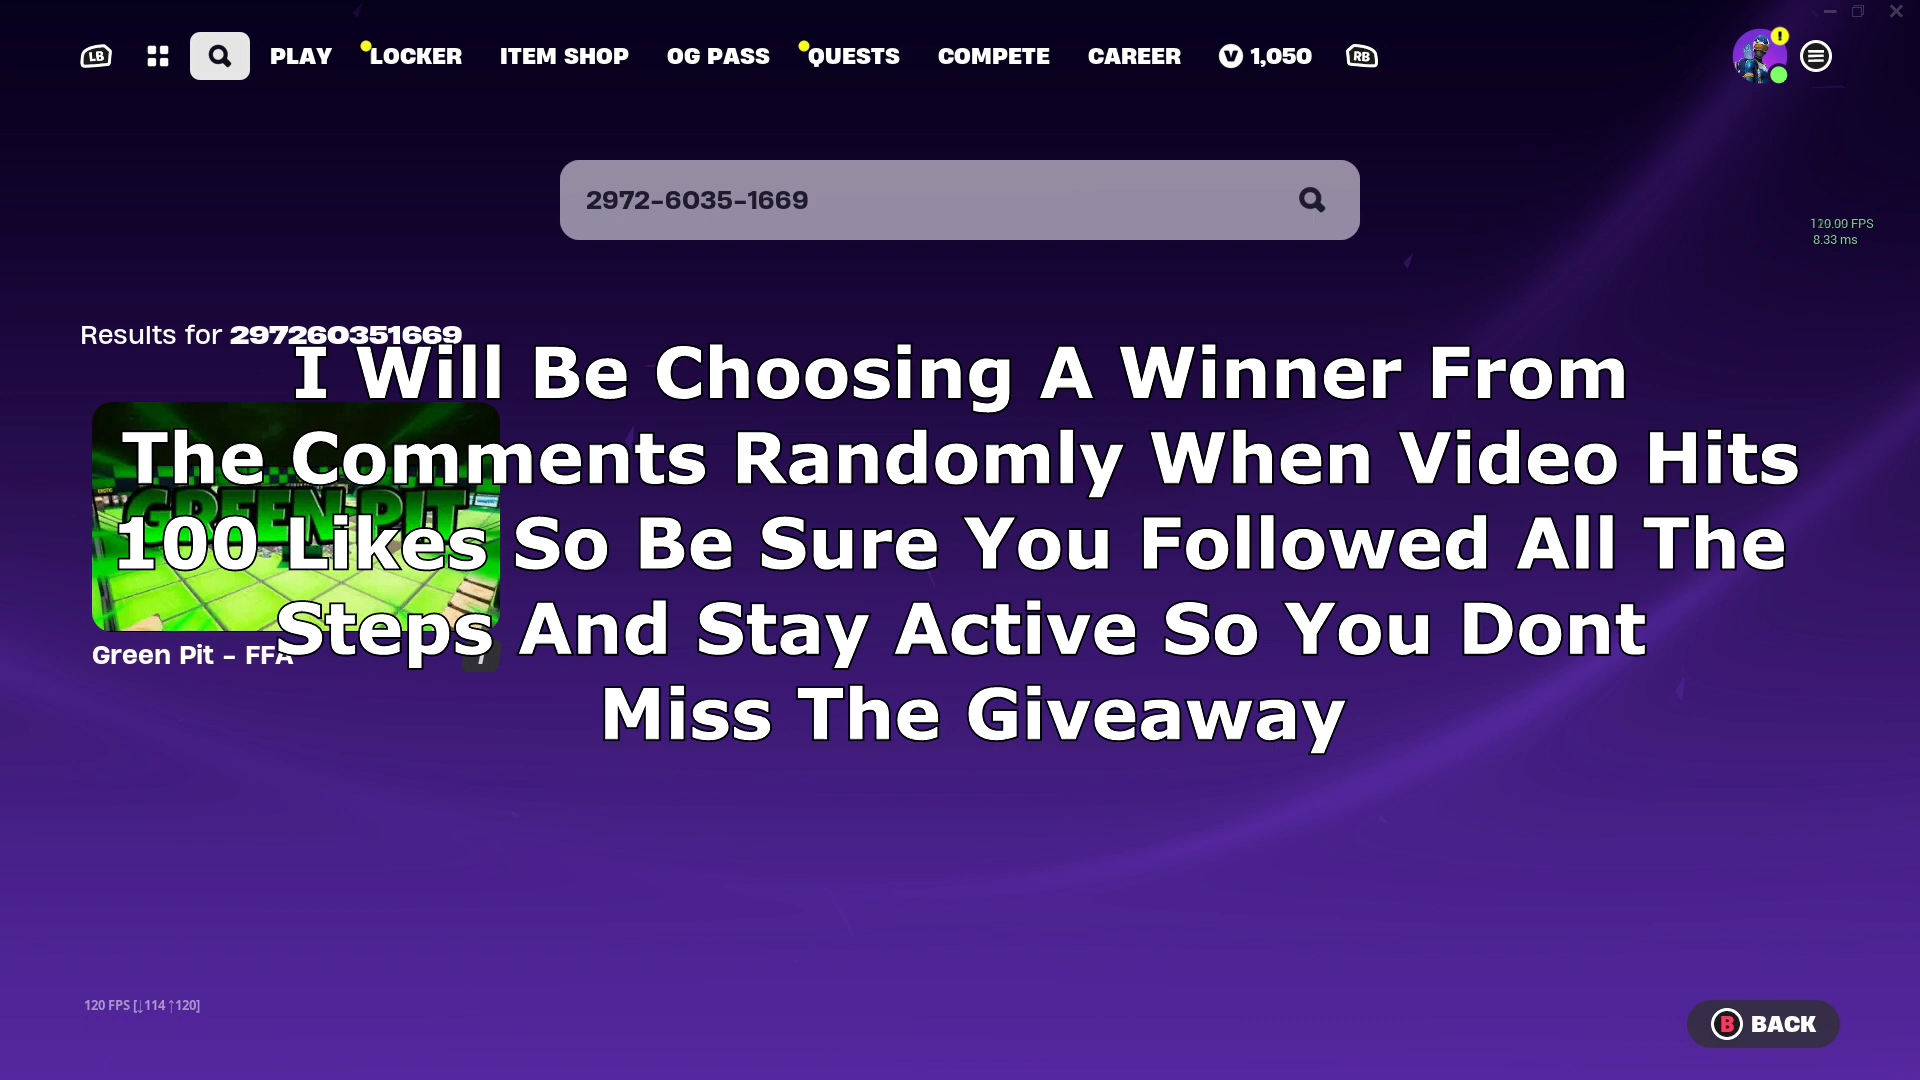 LB PLAY LOCKER ITEM SHOP OG PASS QUESTS COMPETE CAREER V 1,050 RB !
2972-6035-1669
120.00 FPS
8.33 ms
Results for 297260351669
I Will Be Choosing A Winner From
The Comments Randomly When Video Hits
100 Likes So Be Sure You Followed All The
Steps And Stay Active So You Dont
Miss The Giveaway
GREEN PIT
Green Pit - FFA
120 FPS [↓114 ↑120]
B BACK